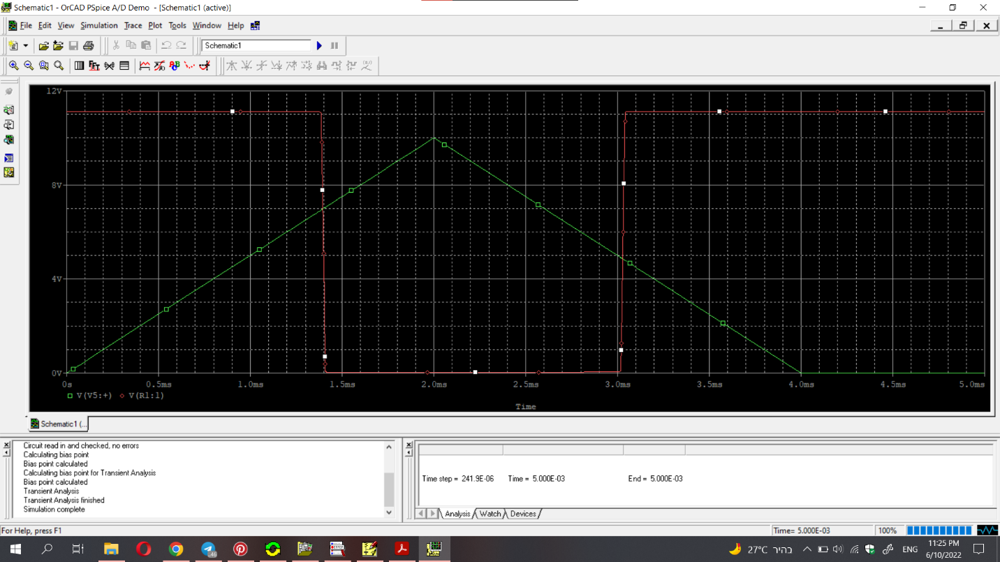 Schematic1 - OrCAD PSpice A/D Demo - [Schematic1 (active)]
File Edit View Simulation Trace Plot Tools Window Help
Schematic1
12V
8V
4V
0V
0s 0.5ms 1.0ms 1.5ms 2.0ms 2.5ms 3.0ms 3.5ms 4.0ms 4.5ms 5.0ms
V(V5:+) V(R1:1)
Time
Schematic1 (...
Circuit read in and checked, no errors
Calculating bias point
Bias point calculated
Calculating bias point for Transient Analysis
Bias point calculated
Transient Analysis
Transient Analysis finished
Simulation complete
Time step = 241.9E-06 Time = 5.000E-03 End = 5.000E-03
Analysis Watch Devices
For Help, press F1
Time= 5.000E-03 100%
27°C בהיר ENG
11:25 PM
6/10/2022